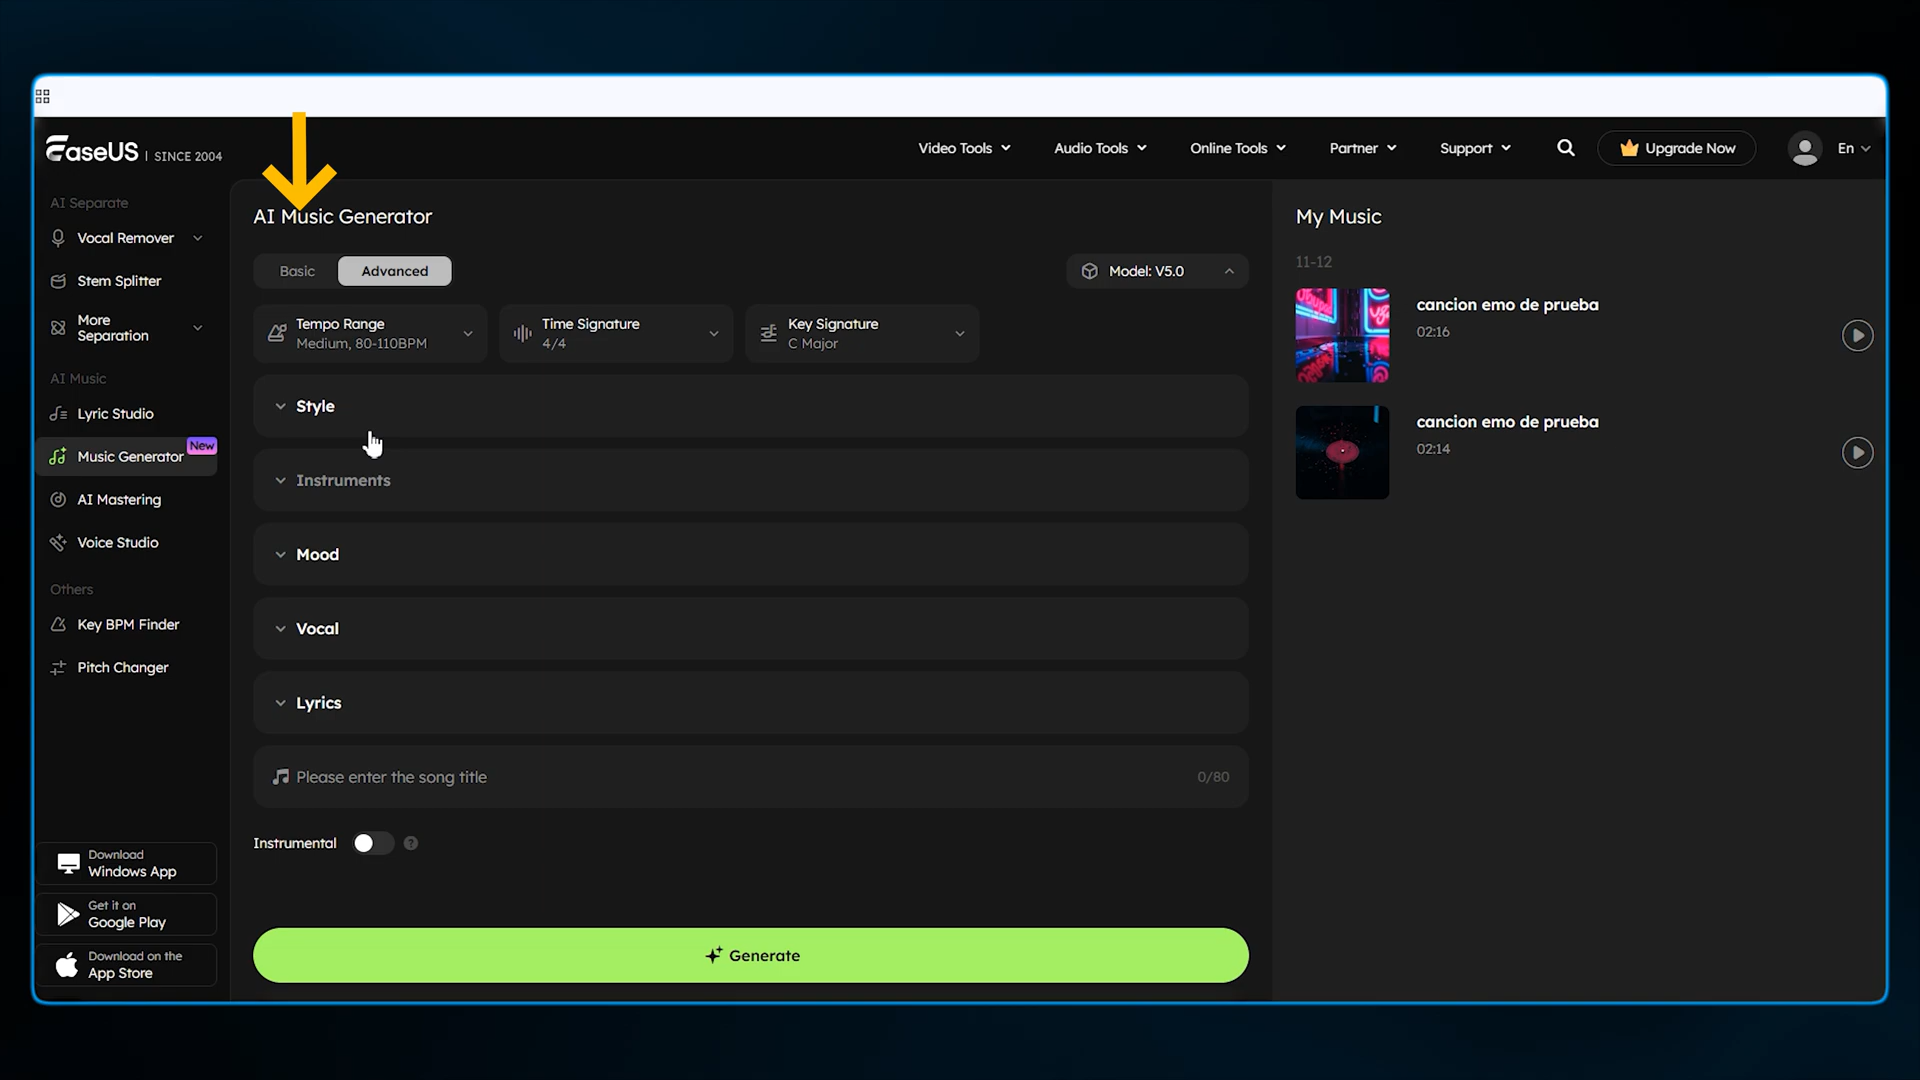 EaseUS | SINCE 2004
Video Tools
Audio Tools
Online Tools
Partner
Support
Upgrade Now
En
AI Separate
Vocal Remover
Stem Splitter
More
Separation
AI Music
Lyric Studio
Music Generator
New
AI Mastering
Voice Studio
Others
Key BPM Finder
Pitch Changer
Download
Windows App
Get it on
Google Play
Download on the
App Store
AI Music Generator
Basic
Advanced
Model: V5.0
Tempo Range
Medium, 80-110BPM
Time Signature
4/4
Key Signature
C Major
Style
Instruments
Mood
Vocal
Lyrics
Please enter the song title
0/80
Instrumental
?
Generate
My Music
11-12
cancion emo de prueba
02:16
cancion emo de prueba
02:14